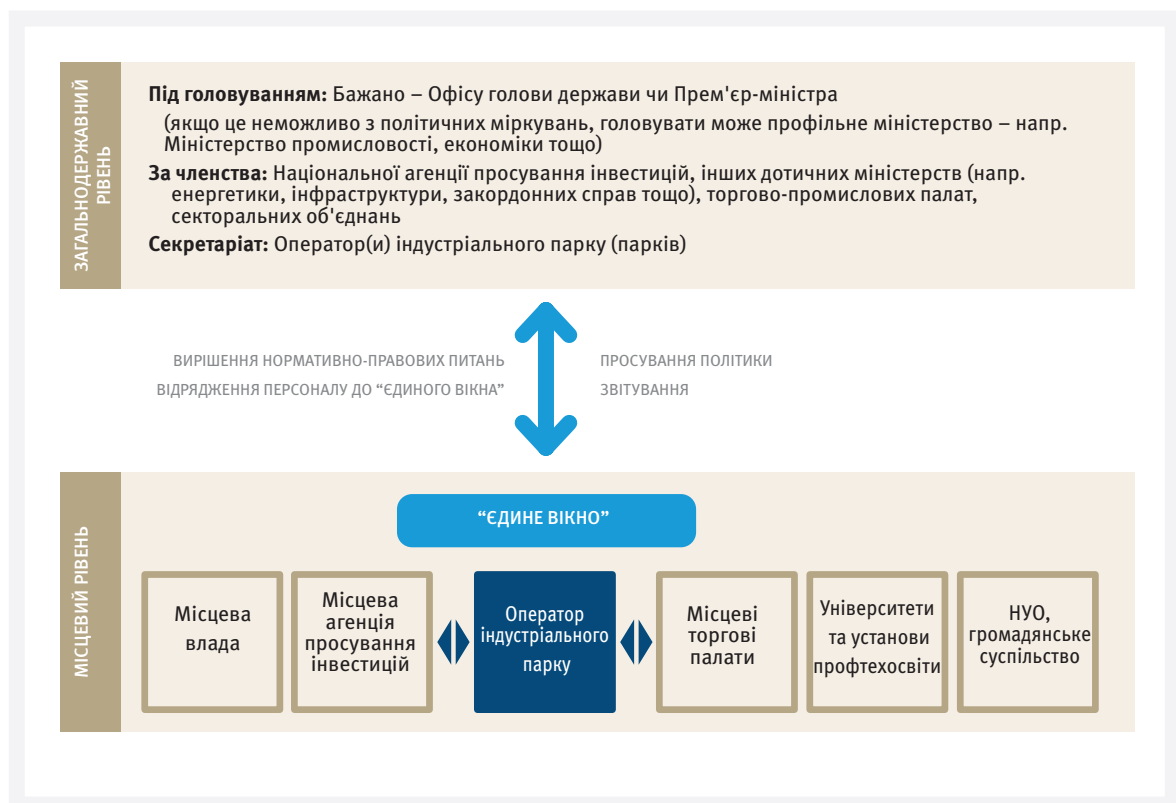 ЗАГАЛЬНОДЕРЖАВНИЙ
РІВЕНЬ
Під головуванням: Бажано – Офісу голови держави чи Прем'єр-міністра
(якщо це неможливо з політичних міркувань, головувати може профільне міністерство – напр.
Міністерство промисловості, економіки тощо)
За членства: Національної агенції просування інвестицій, інших дотичних міністерств (напр.
енергетики, інфраструктури, закордонних справ тощо), торгово-промислових палат,
секторальних об'єднань
Секретаріат: Оператор(и) індустріального парку (парків)
ВИРІШЕННЯ НОРМАТИВНО-ПРАВОВИХ ПИТАНЬ
ВІДРЯДЖЕННЯ ПЕРСОНАЛУ ДО “ЄДИНОГО ВІКНА”
ПРОСУВАННЯ ПОЛІТИКИ
ЗВІТУВАННЯ
МІСЦЕВИЙ РІВЕНЬ
“ЄДИНЕ ВІКНО”
Місцева
влада
Місцева
агенція
просування
інвестицій
Оператор
індустріального
парку
Місцеві
торгові
палати
Університети
та установи
профтехосвіти
НУО,
громадянське
суспільство